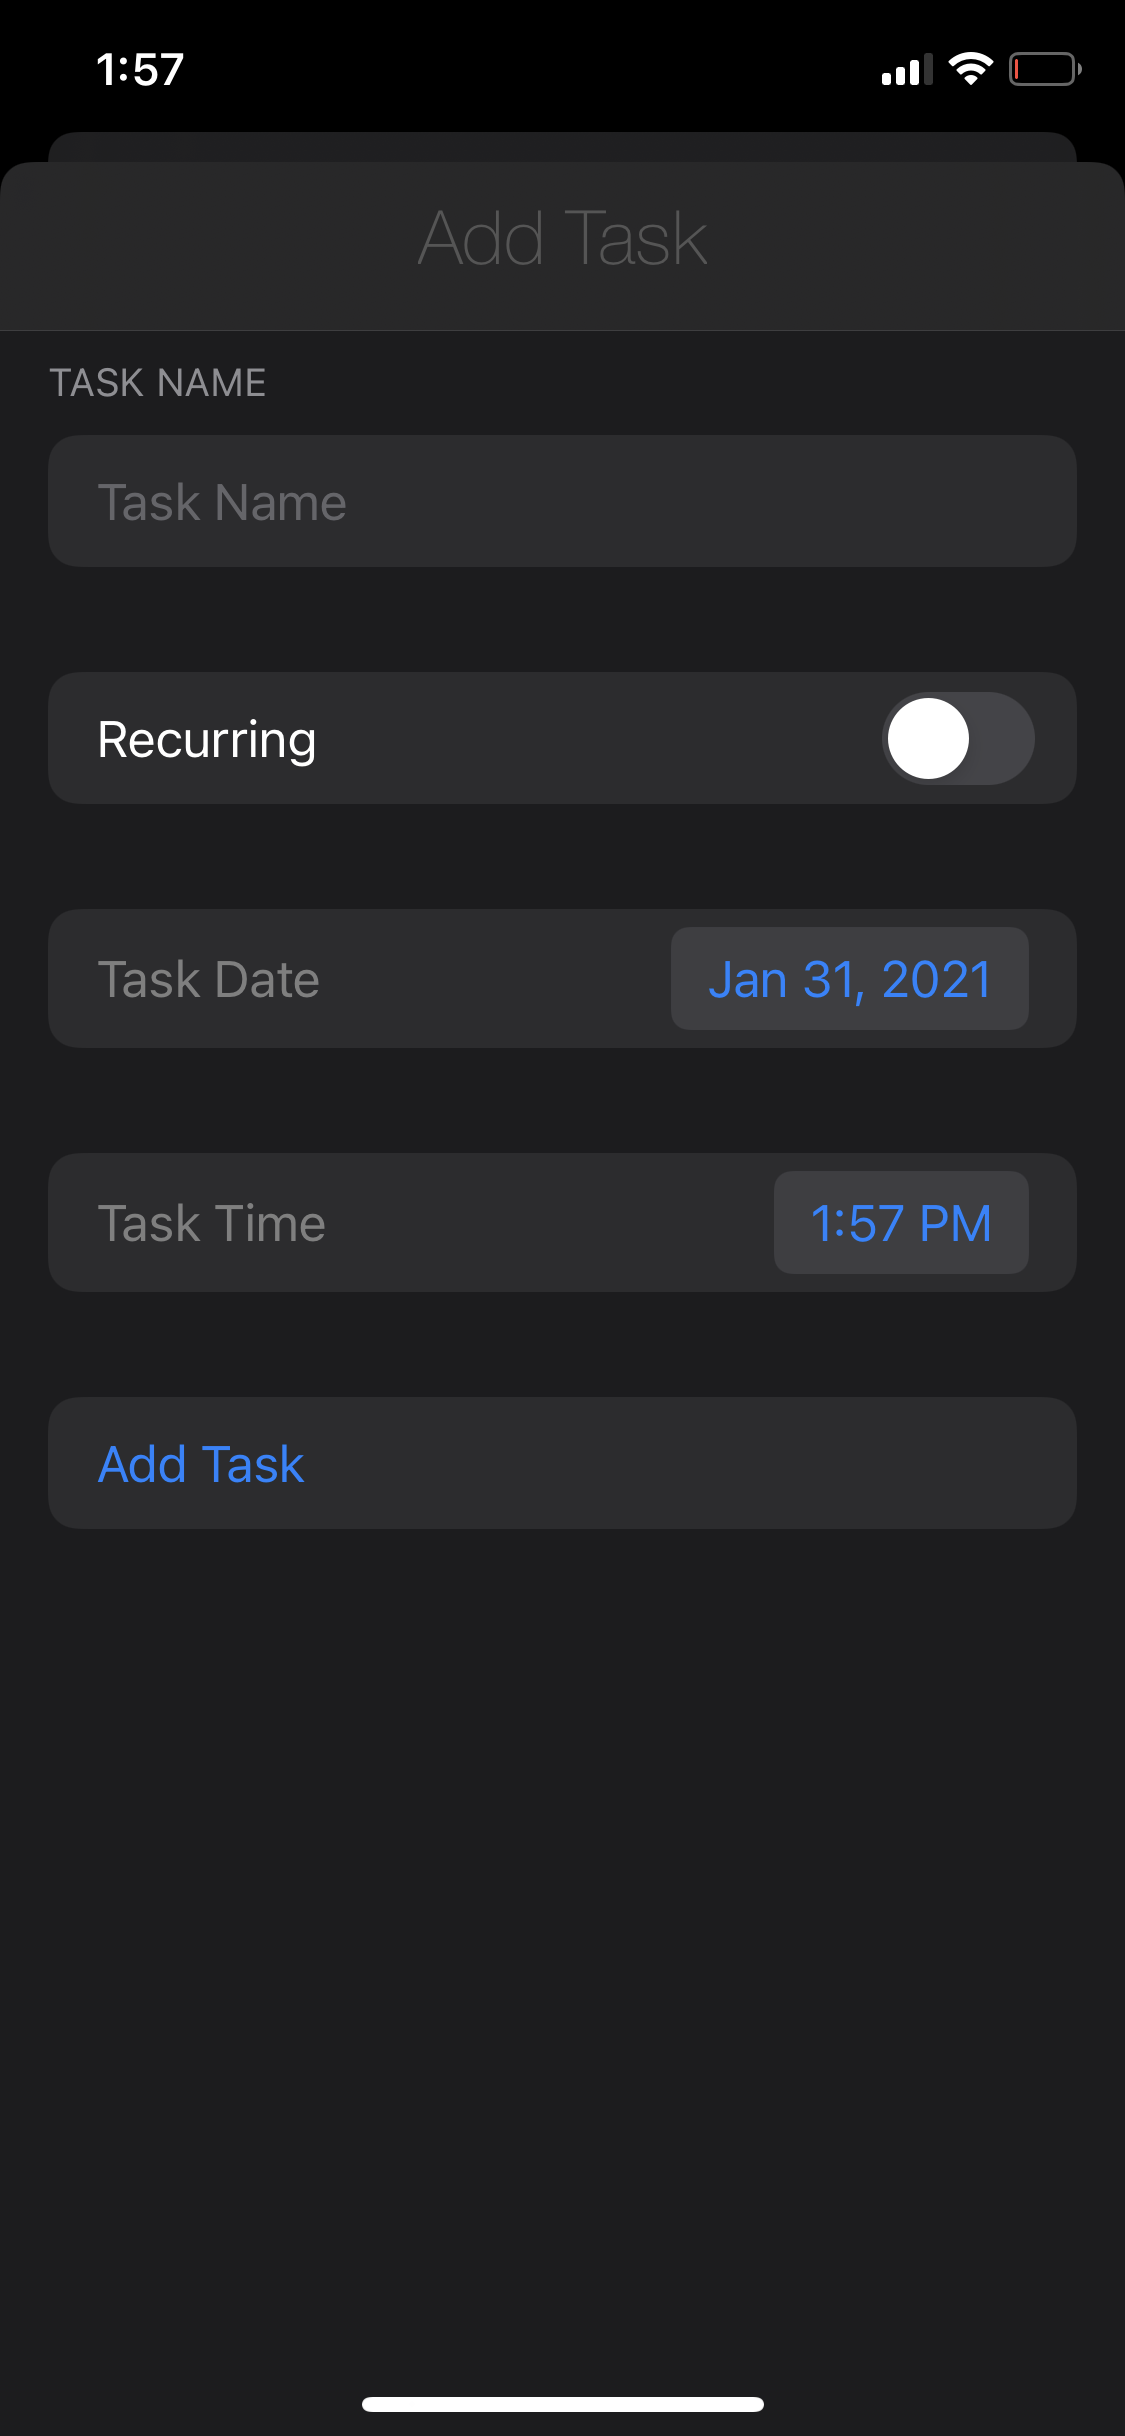 1:57
Add Task
TASK NAME
Task Name
Recurring
Task Date Jan 31, 2021
Task Time 1:57 PM
Add Task